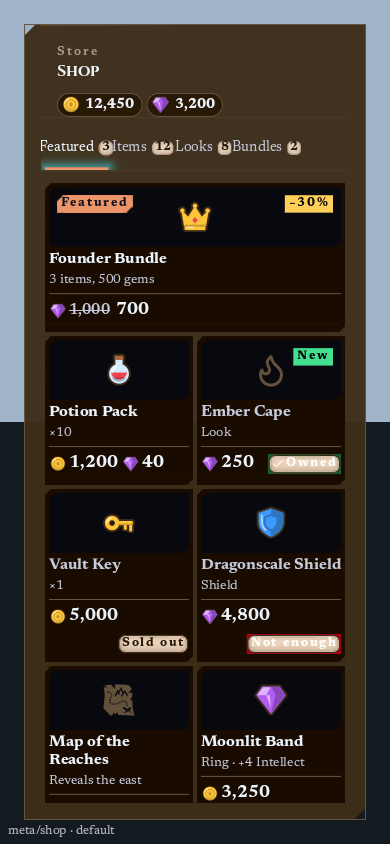 Store
SHOP
12,450 3,200
Featured 3 Items 12 Looks 8 Bundles 2
Featured -30%
Founder Bundle
3 items, 500 gems
1,000 700
Potion Pack
×10
1,200 40
New
Ember Cape
Look
250 ✓ Owned
Vault Key
×1
5,000
Sold out
Dragonscale Shield
Shield
4,800
Not enough
Map of the
Reaches
Reveals the east
Moonlit Band
Ring · +4 Intellect
3,250
meta/shop · default